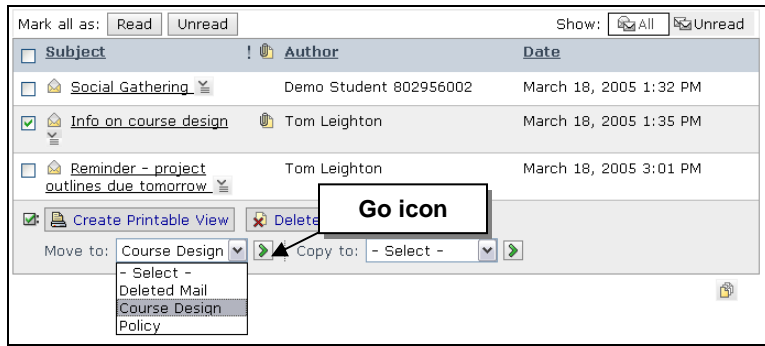 Mark all as: Read Unread Show: All Unread
Subject ! Author Date
Social Gathering Demo Student 802956002 March 18, 2005 1:32 PM
Info on course design Tom Leighton March 18, 2005 1:35 PM
Reminder - project Tom Leighton March 18, 2005 3:01 PM
outlines due tomorrow
Create Printable View Delete
Go icon
Move to: Course Design Copy to: - Select -
- Select -
Deleted Mail
Course Design
Policy